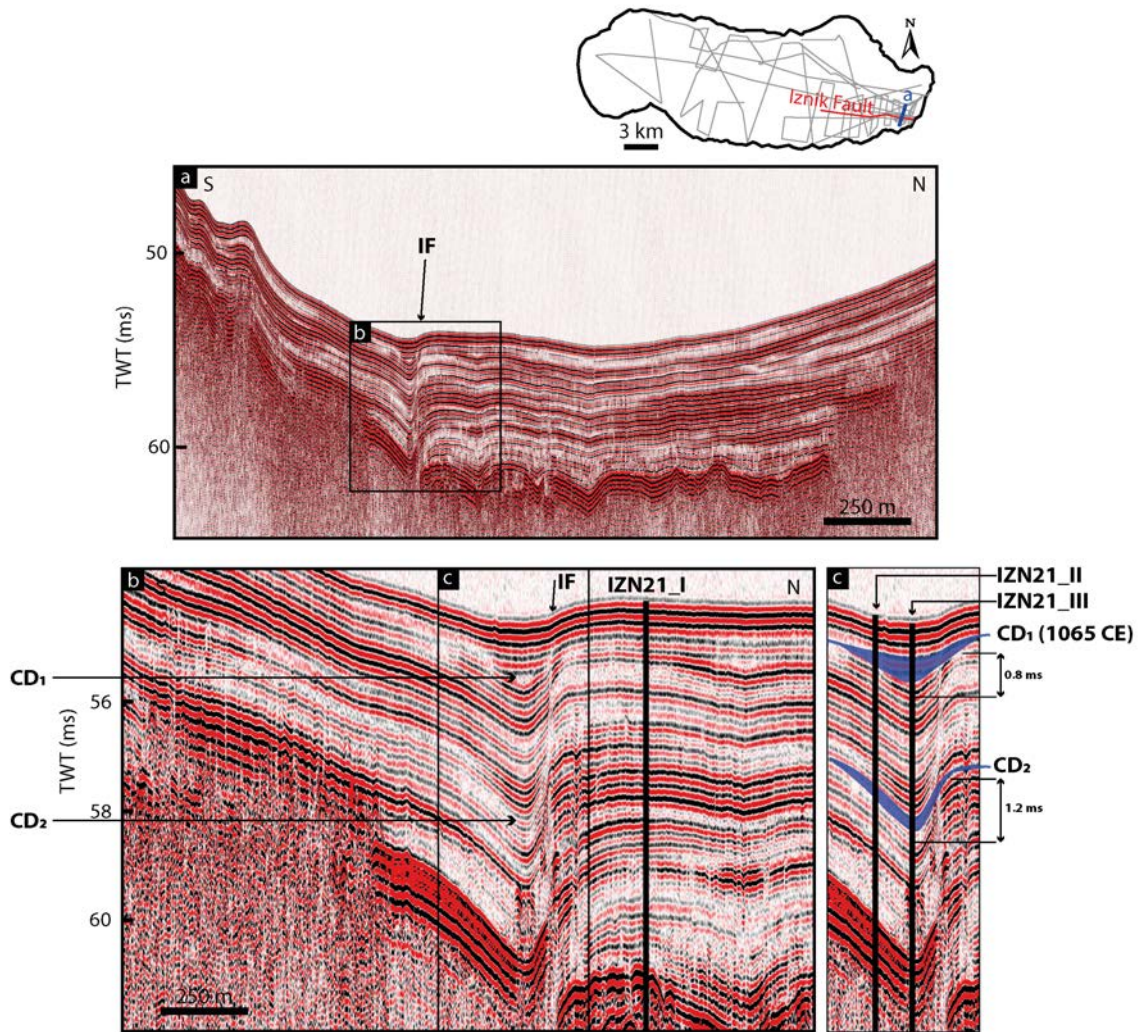 N
Iznik Fault
a
3 km
a
S
N
50
IF
b
TWT (ms)
60
250 m
b
c
IF
IZN21_I
N
c
IZN21_II
IZN21_III
CD₁ (1065 CE)
0.8 ms
CD₁
56
TWT (ms)
CD₂
58
1.2 ms
CD₂
60
250 m